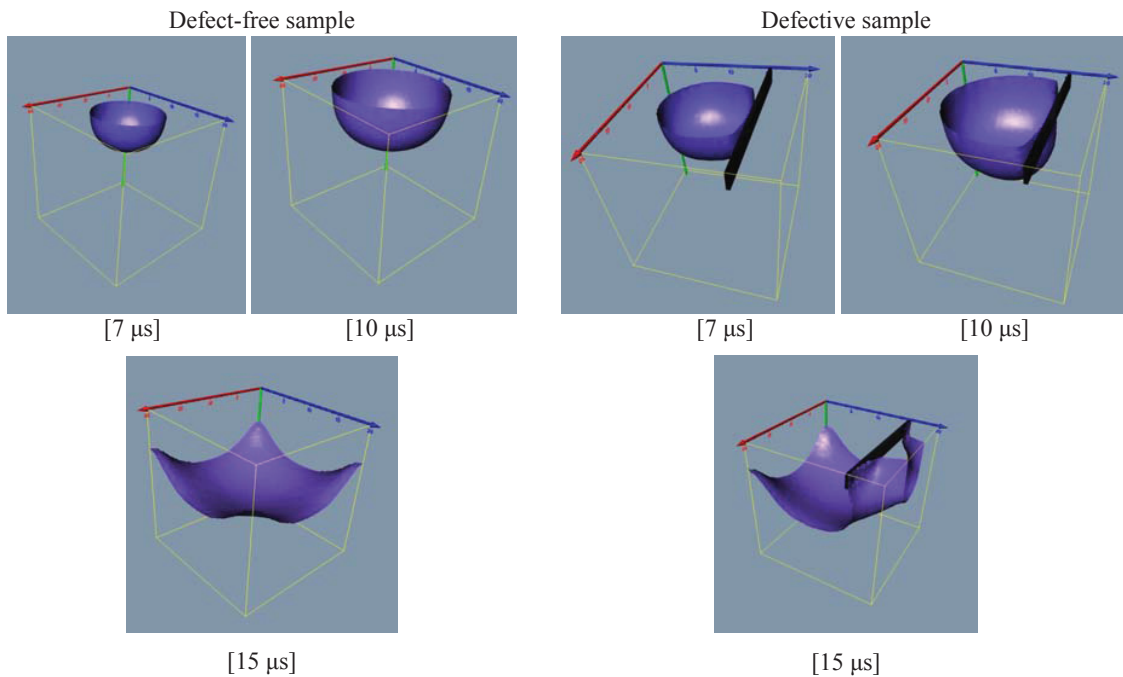 Defect-free sample
Defective sample
[7 μs]
[10 μs]
[7 μs]
[10 μs]
[15 μs]
[15 μs]